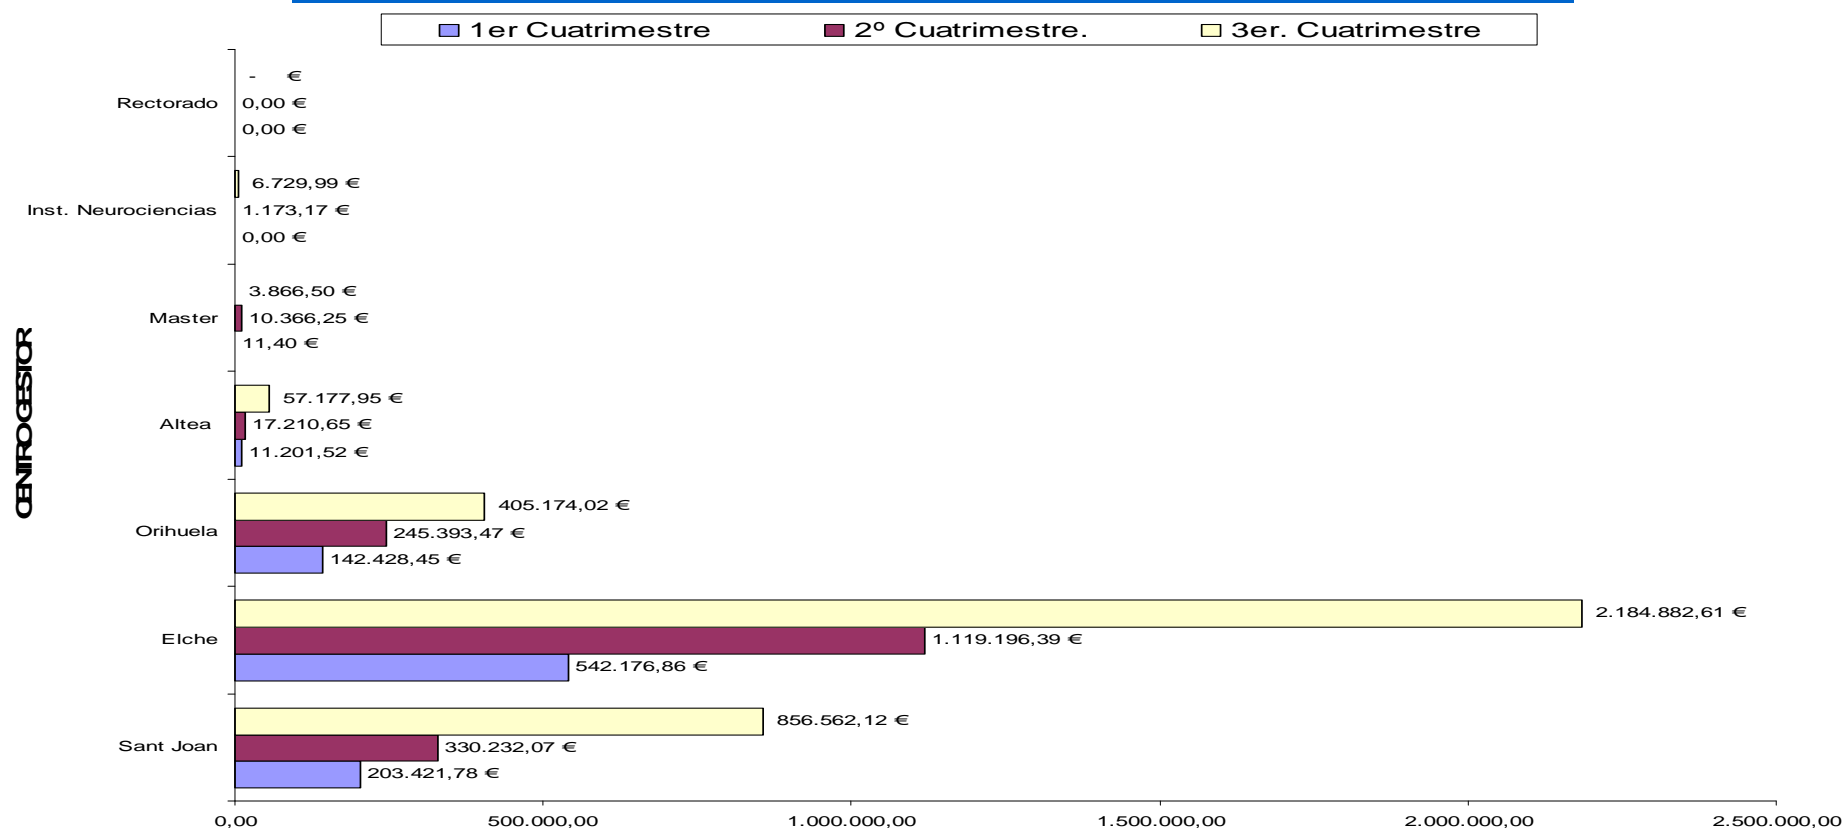 1er Cuatrimestre 2º Cuatrimestre. 3er. Cuatrimestre
- €
Rectorado 0,00 €
0,00 €
6.729,99 €
Inst. Neurociencias 1.173,17 €
0,00 €
3.866,50 €
Master 10.366,25 €
11,40 €
57.177,95 €
Altea 17.210,65 €
11.201,52 €
405.174,02 €
Orihuela 245.393,47 €
142.428,45 €
2.184.882,61 €
Elche 1.119.196,39 €
542.176,86 €
856.562,12 €
Sant Joan 330.232,07 €
203.421,78 €
0,00 500.000,00 1.000.000,00 1.500.000,00 2.000.000,00 2.500.000,00
CENTRO GESTOR